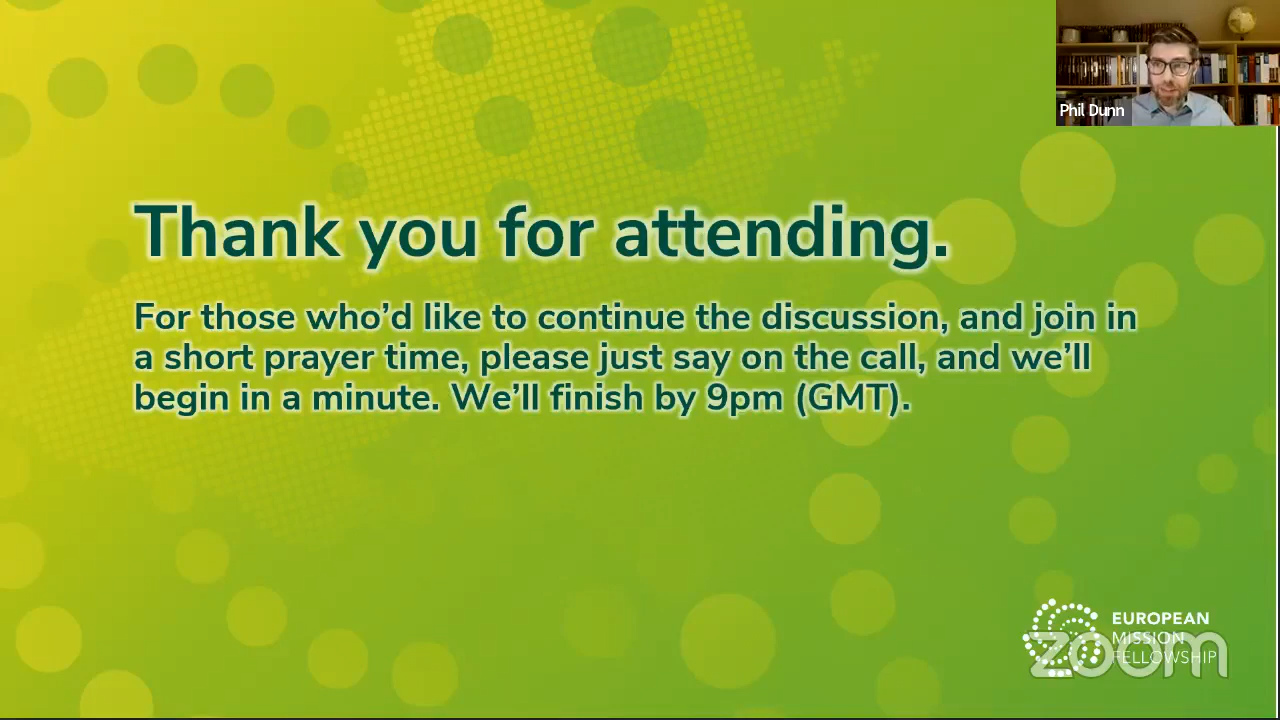 Phil Dunn
Thank you for attending.
For those who’d like to continue the discussion, and join in
a short prayer time, please just say on the call, and we’ll
begin in a minute. We’ll finish by 9pm (GMT).
EUROPEAN
MISSION
FELLOWSHIP
zoom